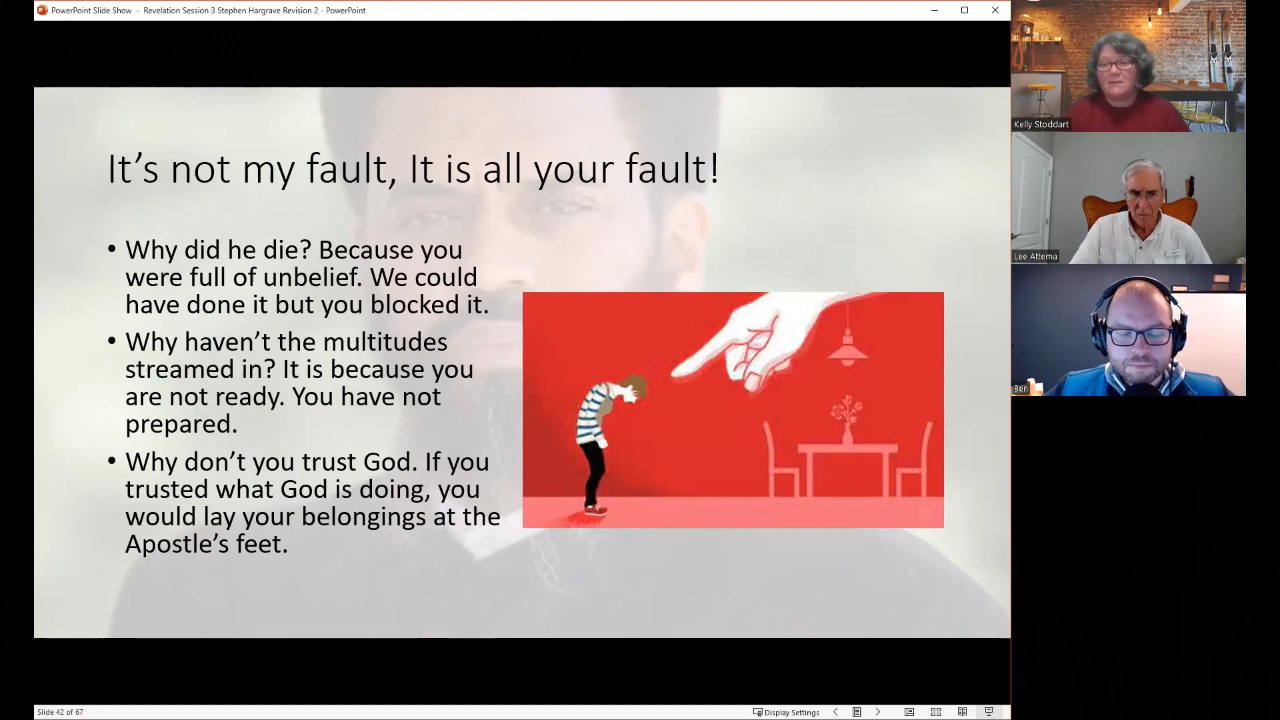 PowerPoint Slide Show - Revelation Session 3 Stephen Hargrave Revision 2 - PowerPoint
It's not my fault, It is all your fault!
• Why did he die? Because you
were full of unbelief. We could
have done it but you blocked it.
• Why haven't the multitudes
streamed in? It is because you
are not ready. You have not
prepared.
• Why don't you trust God. If you
trusted what God is doing, you
would lay your belongings at the
Apostle's feet.
Kelly Stoddart
Lee Attema
Ben
Slide 42 of 67
Display Settings